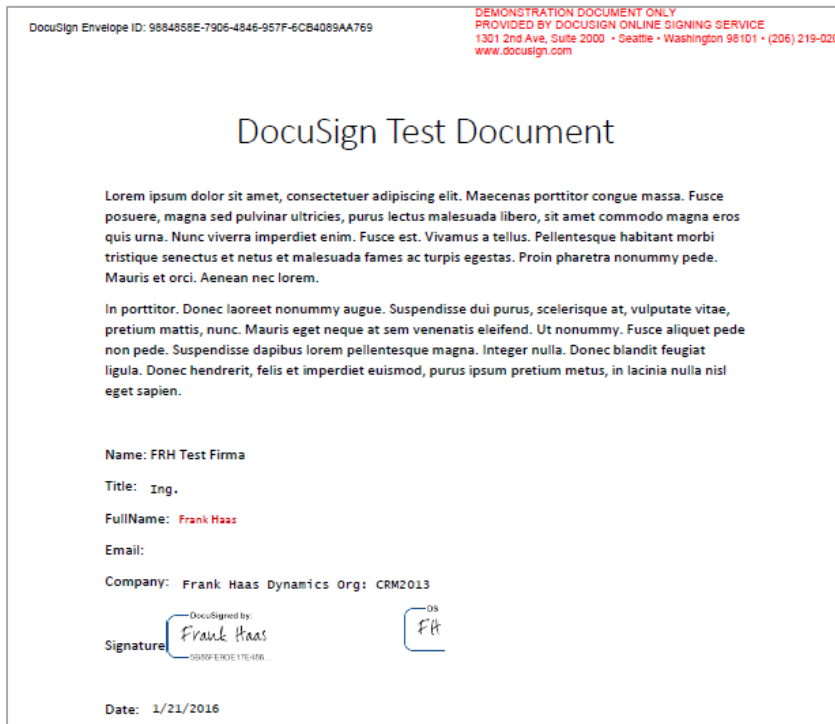 DocuSign Envelope ID: 9884858E-7906-4846-957F-6CB4089AA769
DEMONSTRATION DOCUMENT ONLY
PROVIDED BY DOCUSIGN ONLINE SIGNING SERVICE
1301 2nd Ave, Suite 2000 • Seattle • Washington 98101 • (206) 219-020
www.docusign.com
DocuSign Test Document
Lorem ipsum dolor sit amet, consectetuer adipiscing elit. Maecenas porttitor congue massa. Fusce
posuere, magna sed pulvinar ultricies, purus lectus malesuada libero, sit amet commodo magna eros
quis urna. Nunc viverra imperdiet enim. Fusce est. Vivamus a tellus. Pellentesque habitant morbi
tristique senectus et netus et malesuada fames ac turpis egestas. Proin pharetra nonummy pede.
Mauris et orci. Aenean nec lorem.
In porttitor. Donec laoreet nonummy augue. Suspendisse dui purus, scelerisque at, vulputate vitae,
pretium mattis, nunc. Mauris eget neque at sem venenatis eleifend. Ut nonummy. Fusce aliquet pede
non pede. Suspendisse dapibus lorem pellentesque magna. Integer nulla. Donec blandit feugiat
ligula. Donec hendrerit, felis et imperdiet euismod, purus ipsum pretium metus, in lacinia nulla nisl
eget sapien.
Name: FRH Test Firma
Title: Ing.
FullName: Frank Haas
Email:
Company: Frank Haas Dynamics Org: CRM2013
DocuSigned by:
DS
Signature Frank Haas
FH
Date: 1/21/2016